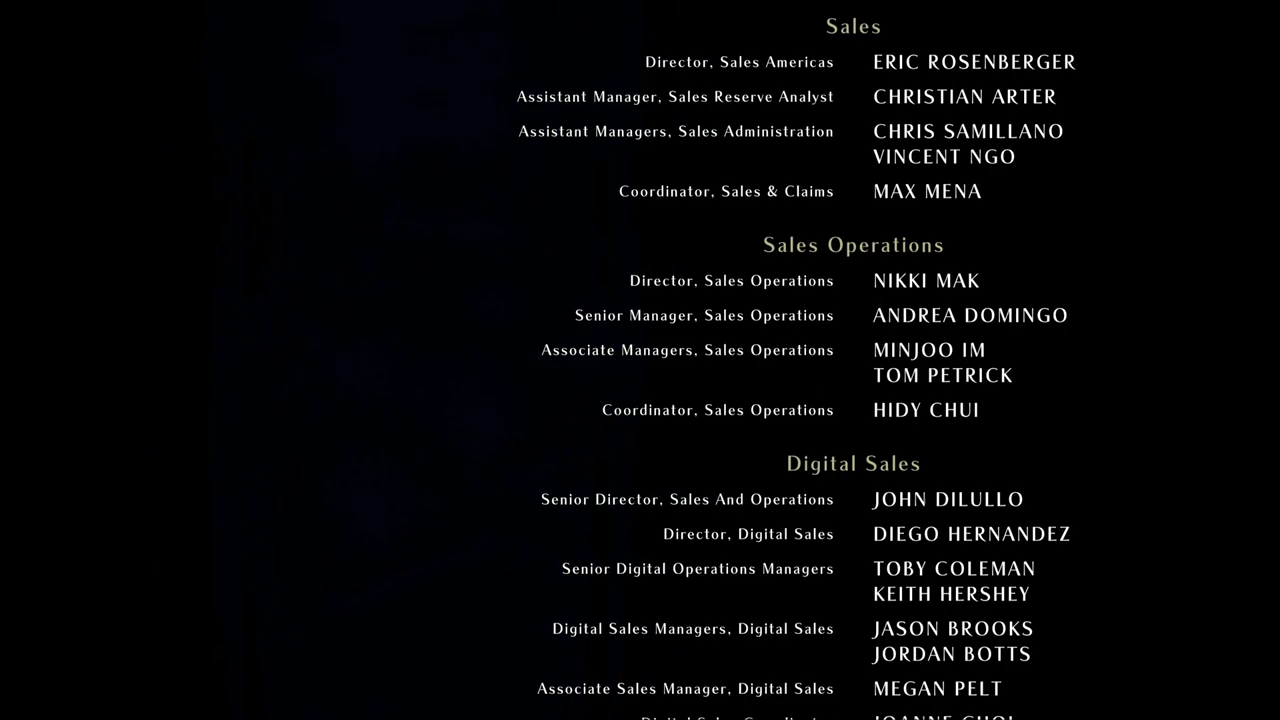 Sales
Director, Sales Americas ERIC ROSENBERGER
Assistant Manager, Sales Reserve Analyst CHRISTIAN ARTER
Assistant Managers, Sales Administration CHRIS SAMILLANO
VINCENT NGO
Coordinator, Sales & Claims MAX MENA
Sales Operations
Director, Sales Operations NIKKI MAK
Senior Manager, Sales Operations ANDREA DOMINGO
Associate Managers, Sales Operations MINJOO IM
TOM PETRICK
Coordinator, Sales Operations HIDY CHUI
Digital Sales
Senior Director, Sales And Operations JOHN DILULLO
Director, Digital Sales DIEGO HERNANDEZ
Senior Digital Operations Managers TOBY COLEMAN
KEITH HERSHEY
Digital Sales Managers, Digital Sales JASON BROOKS
JORDAN BOTTS
Associate Sales Manager, Digital Sales MEGAN PELT